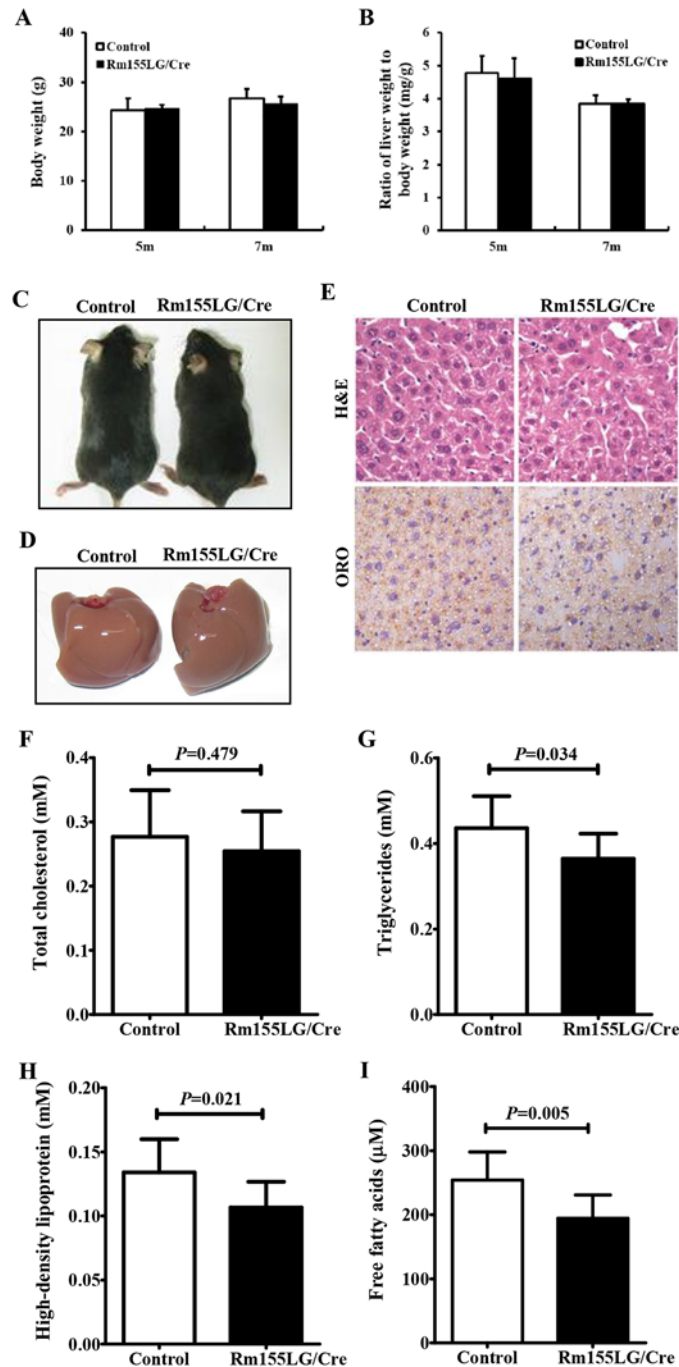 A
Control
Rm155LG/Cre
Body weight (g)
40
30
20
10
0
5m
7m
B
Control
Rm155LG/Cre
Ratio of liver weight to
body weight (mg/g)
6
5
4
3
2
1
0
5m
7m
C
Control
Rm155LG/Cre
D
Control
Rm155LG/Cre
E
Control
Rm155LG/Cre
H&E
ORO
F
P=0.479
Total cholesterol (mM)
0.4
0.3
0.2
0.1
0.0
Control
Rm155LG/Cre
G
P=0.034
Triglycerides (mM)
0.6
0.4
0.2
0.0
Control
Rm155LG/Cre
H
P=0.021
High-density lipoprotein (mM)
0.20
0.15
0.10
0.05
0.00
Control
Rm155LG/Cre
I
P=0.005
Free fatty acids (μM)
400
300
200
100
0
Control
Rm155LG/Cre